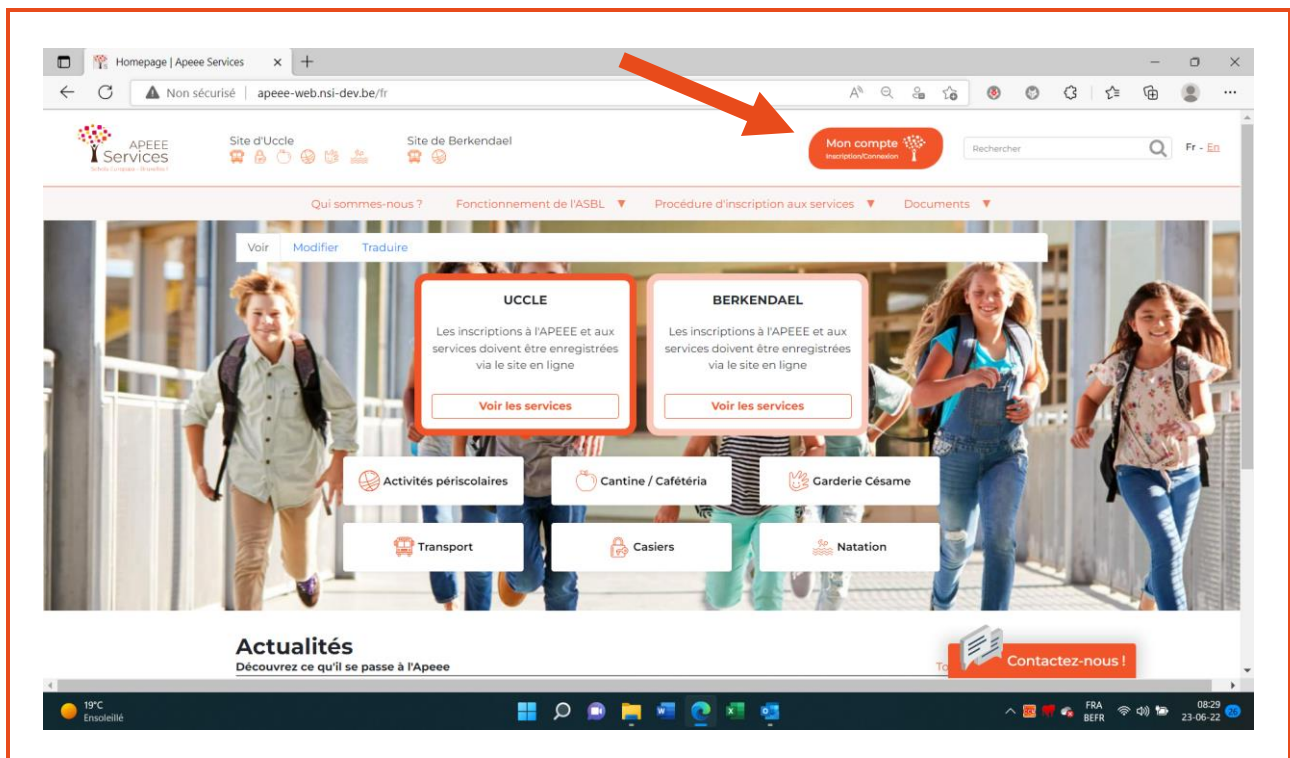 Homepage | Apeee Services
Non sécurisé | apeee-web.nsi-dev.be/fr
APEEE
Services
Site d'Uccle
Site de Berkendael
Mon compte
Inscription/Connexion
Rechercher
Fr - En
Qui sommes-nous ? Fonctionnement de l'ASBL ▼ Procédure d'inscription aux services ▼ Documents ▼
Voir Modifier Traduire
UCCLE
Les inscriptions à l'APEEE et aux
services doivent être enregistrées
via le site en ligne
Voir les services
BERKENDAEL
Les inscriptions à l'APEEE et aux
services doivent être enregistrées
via le site en ligne
Voir les services
Activités périscolaires
Cantine / Cafétéria
Garderie Césame
Transport
Casiers
Natation
Actualités
Découvrez ce qu'il se passe à l'Apeee
Contactez-nous !
19°C
Ensoleillé
FRA
BEFR
08:29
23-06-22
26